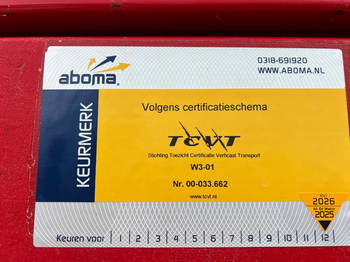 aboma
0318-691920
WWW.ABOMA.NL
KEURMERK
Volgens certificatieschema
TCVT
Stichting Toezicht Certificatie Verticaal Transport
W3-01
Nr. 00-033.662
www.tcvt.nl
2026
2025
Keuren voor | 1 | 2 | 3 | 4 | 5 | 6 | 7 | 8 | 9 | 10 | 11 | 12 |